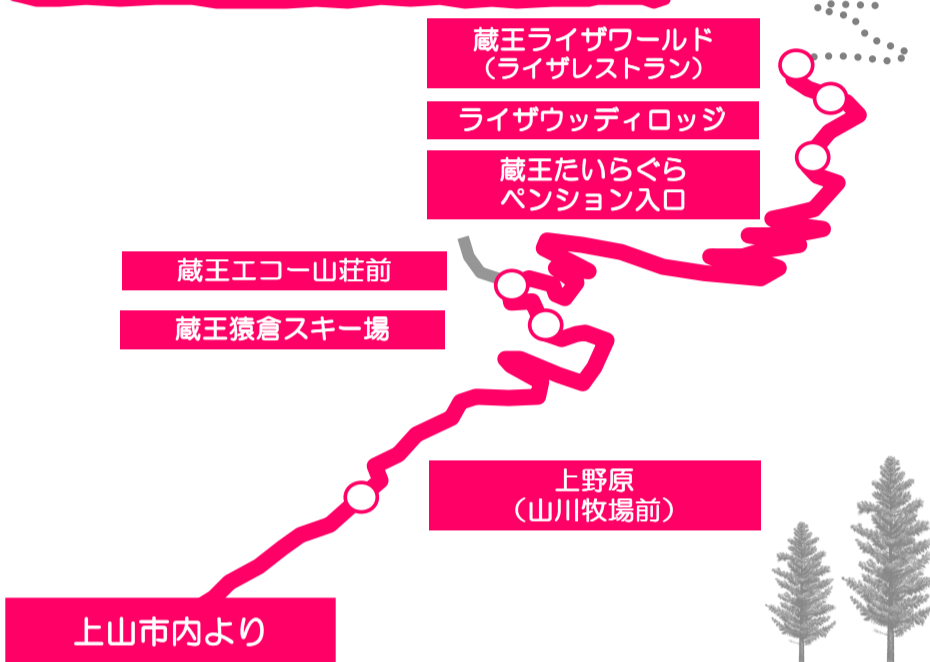 蔵王ライザワールド
（ライザレストラン）
ライザウッディロッジ
蔵王たいらぐら
ペンション入口
蔵王エコー山荘前
蔵王猿倉スキー場
上野原
（山川牧場前）
上山市内より